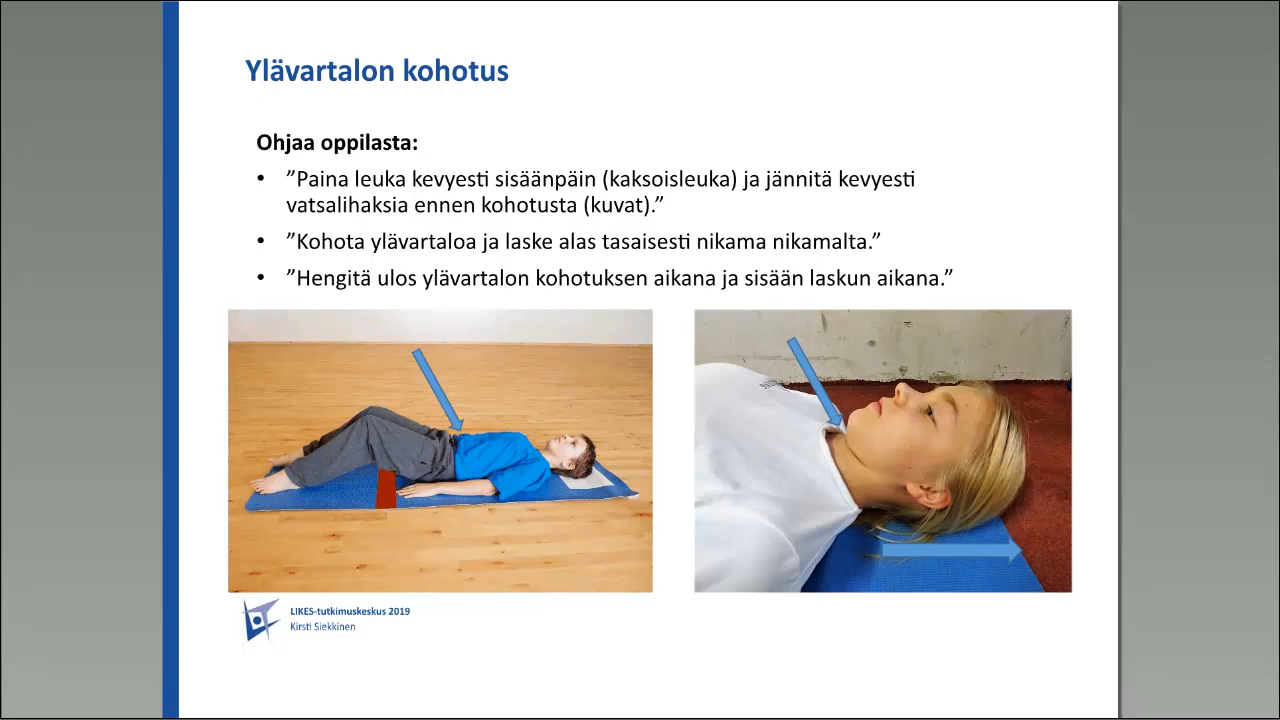 Ylävartalon kohotus
Ohjaa oppilasta:
• ”Paina leuka kevyesti sisäänpäin (kaksoisleuka) ja jännitä kevyesti
vatsalihaksia ennen kohotusta (kuvat).”
• ”Kohota ylävartaloa ja laske alas tasaisesti nikama nikamalta.”
• ”Hengitä ulos ylävartalon kohotuksen aikana ja sisään laskun aikana.”
LIKES-tutkimuskeskus 2019
Kirsti Siekkinen